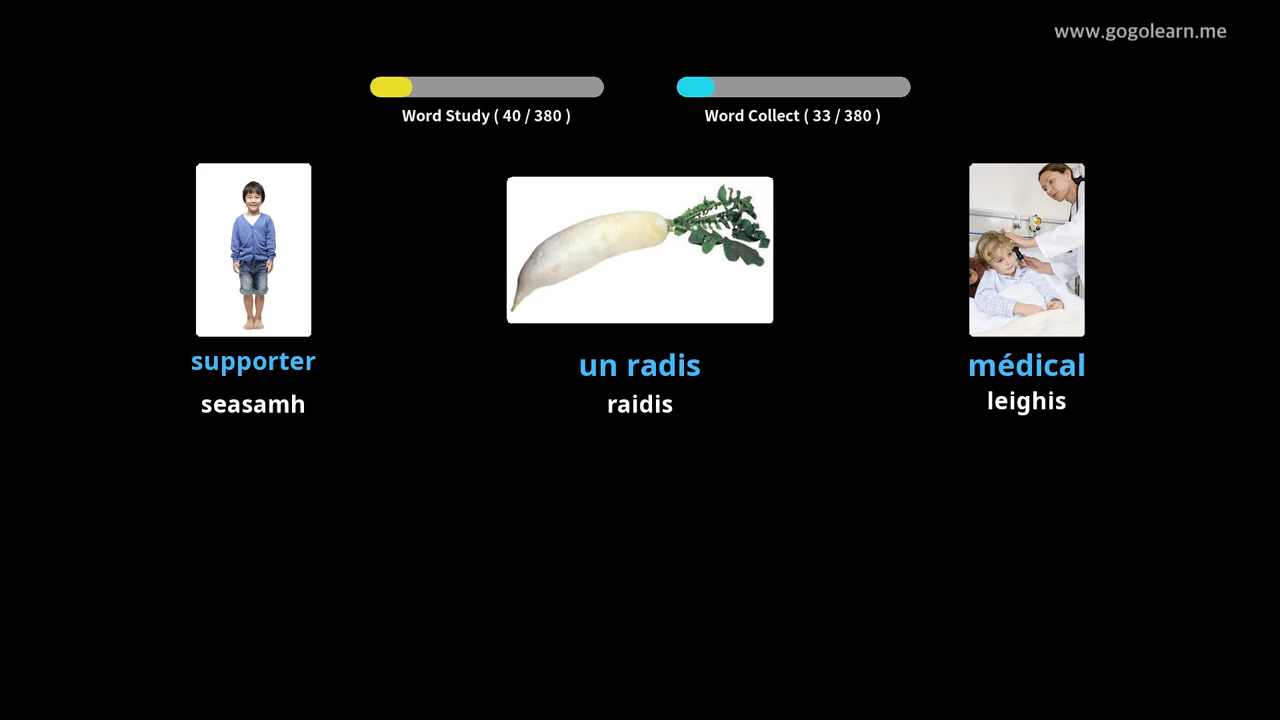 www.gogolearn.me
Word Study ( 40 / 380 )
Word Collect ( 33 / 380 )
supporter
seasamh
un radis
raidis
médical
leighis